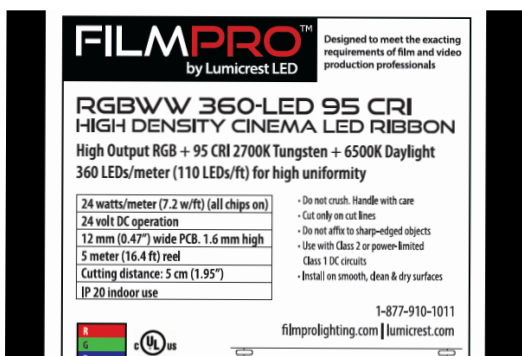 FILMPRO™
by Lumicrest LED
Designed to meet the exacting
requirements of film and video
production professionals
RGBWW 360-LED 95 CRI
HIGH DENSITY CINEMA LED RIBBON
High Output RGB + 95 CRI 2700K Tungsten + 6500K Daylight
360 LEDs/meter (110 LEDs/ft) for high uniformity
24 watts/meter (7.2 w/ft) (all chips on)
24 volt DC operation
12 mm (0.47") wide PCB. 1.6 mm high
5 meter (16.4 ft) reel
Cutting distance: 5 cm (1.95")
IP 20 indoor use
· Do not crush. Handle with care
· Cut only on cut lines
· Do not affix to sharp-edged objects
· Use with Class 2 or power-limited
Class 1 DC circuits
· Install on smooth, clean & dry surfaces
1-877-910-1011
filmprolighting.com | lumicrest.com
R
G
c UL us